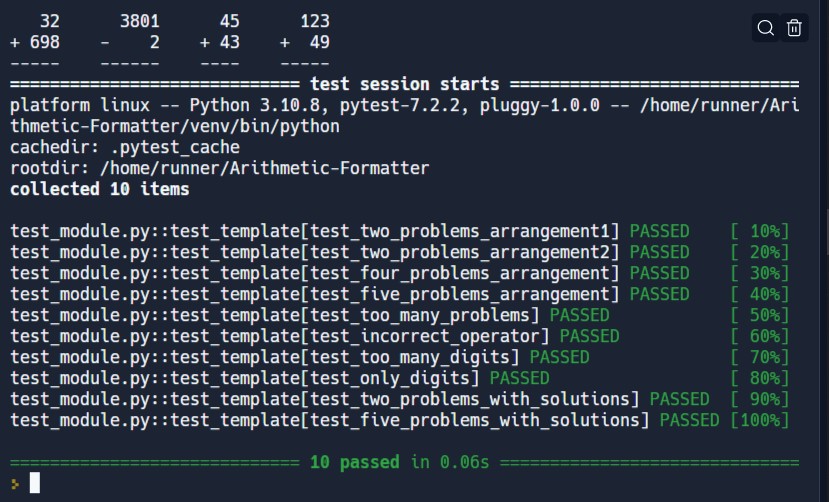 32      3801      45      123
+ 698    -    2    + 43    +  49
-----    ------    ----    -----
============================= test session starts =============================
platform linux -- Python 3.10.8, pytest-7.2.2, pluggy-1.0.0 -- /home/runner/Ari
thmetic-Formatter/venv/bin/python
cachedir: .pytest_cache
rootdir: /home/runner/Arithmetic-Formatter
collected 10 items

test_module.py::test_template[test_two_problems_arrangement1] PASSED    [ 10%]
test_module.py::test_template[test_two_problems_arrangement2] PASSED    [ 20%]
test_module.py::test_template[test_four_problems_arrangement] PASSED    [ 30%]
test_module.py::test_template[test_five_problems_arrangement] PASSED    [ 40%]
test_module.py::test_template[test_too_many_problems] PASSED            [ 50%]
test_module.py::test_template[test_incorrect_operator] PASSED           [ 60%]
test_module.py::test_template[test_too_many_digits] PASSED              [ 70%]
test_module.py::test_template[test_only_digits] PASSED                  [ 80%]
test_module.py::test_template[test_two_problems_with_solutions] PASSED  [ 90%]
test_module.py::test_template[test_five_problems_with_solutions] PASSED [100%]

============================= 10 passed in 0.06s ==============================